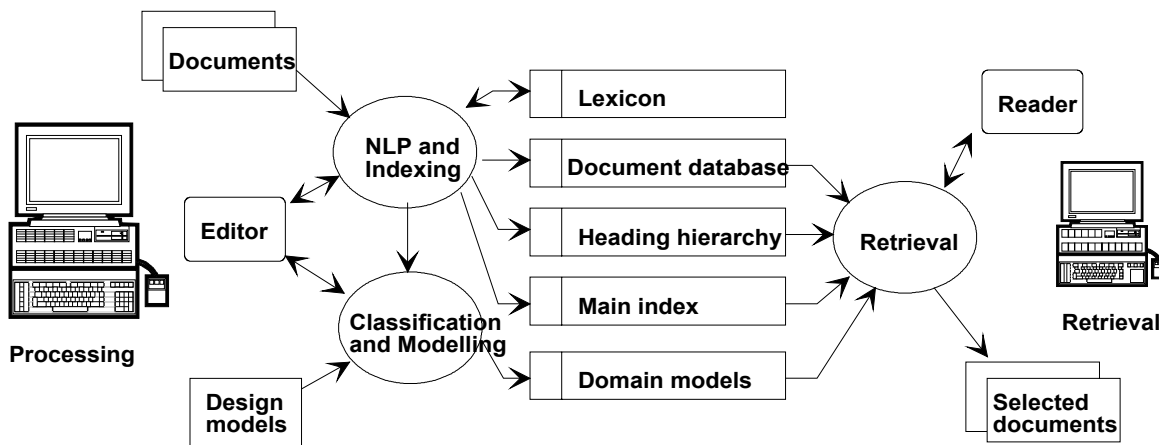 Documents
Lexicon
Reader
NLP and
Indexing
Document database
Editor
Heading hierarchy
Retrieval
Main index
Classification
and Modelling
Processing
Retrieval
Domain models
Design
models
Selected
documents